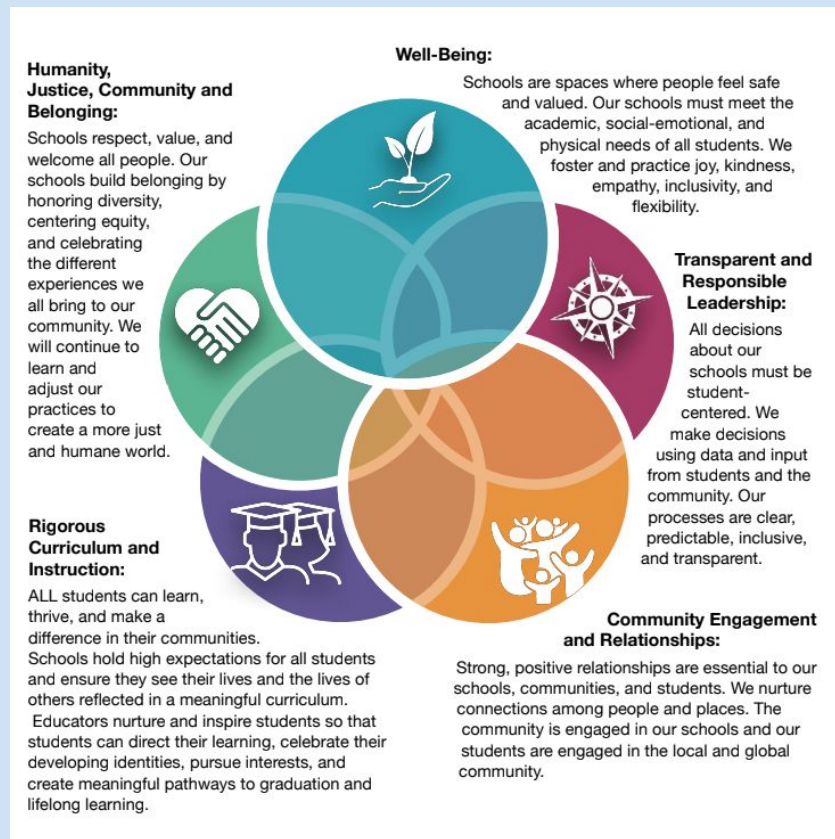 Well-Being:
Schools are spaces where people feel safe
and valued. Our schools must meet the
academic, social-emotional, and
physical needs of all students. We
foster and practice joy, kindness,
empathy, inclusivity, and
flexibility.
Humanity,
Justice, Community and
Belonging:
Schools respect, value, and
welcome all people. Our
schools build belonging by
honoring diversity,
centering equity,
and celebrating
the different
experiences we
all bring to our
community. We
will continue to
learn and
adjust our
practices to
create a more just
and humane world.
Transparent and
Responsible
Leadership:
All decisions
about our
schools must be
student-
centered. We
make decisions
using data and input
from students and the
community. Our
processes are clear,
predictable, inclusive,
and transparent.
Rigorous
Curriculum and
Instruction:
ALL students can learn,
thrive, and make a
difference in their communities.
Schools hold high expectations for all students
and ensure they see their lives and the lives of
others reflected in a meaningful curriculum.
Educators nurture and inspire students so that
students can direct their learning, celebrate their
developing identities, pursue interests, and
create meaningful pathways to graduation and
lifelong learning.
Community Engagement
and Relationships:
Strong, positive relationships are essential to our
schools, communities, and students. We nurture
connections among people and places. The
community is engaged in our schools and our
students are engaged in the local and global
community.